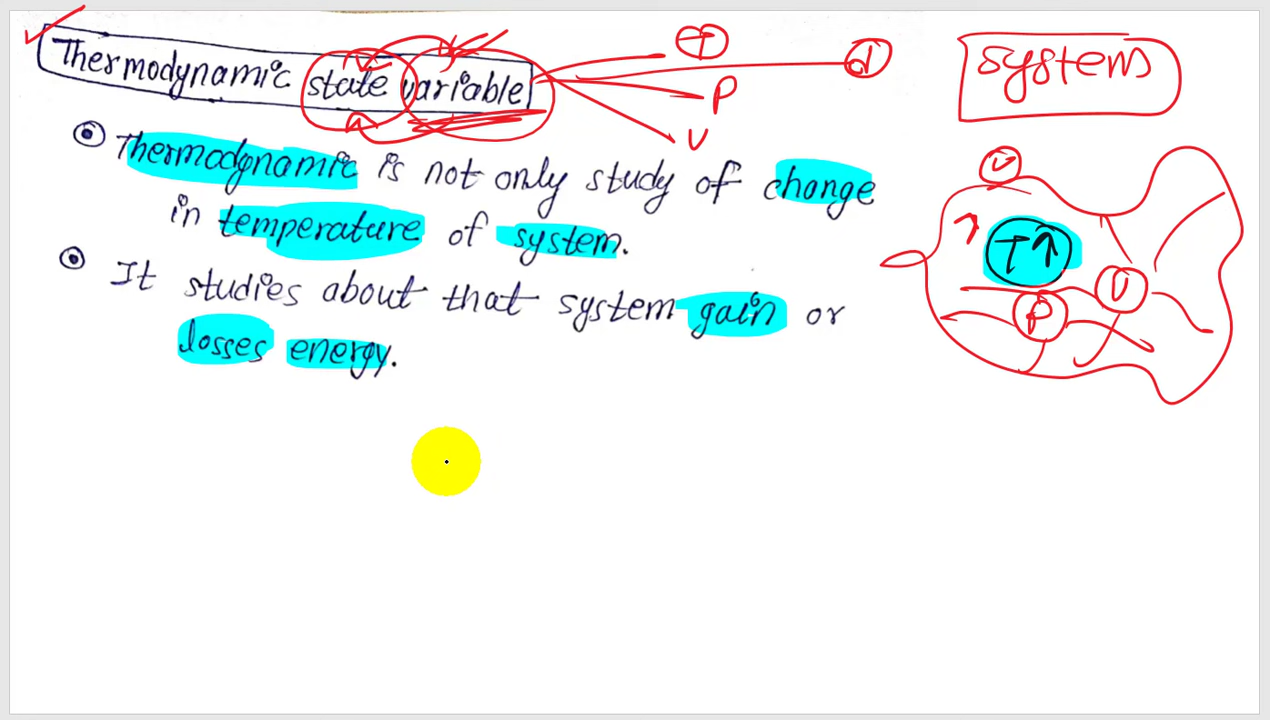 Thermodynamic state variable
T
d
P
V
system
Thermodynamic is not only study of change
in temperature of system.
It studies about that system gain or
losses energy.
T↑
P